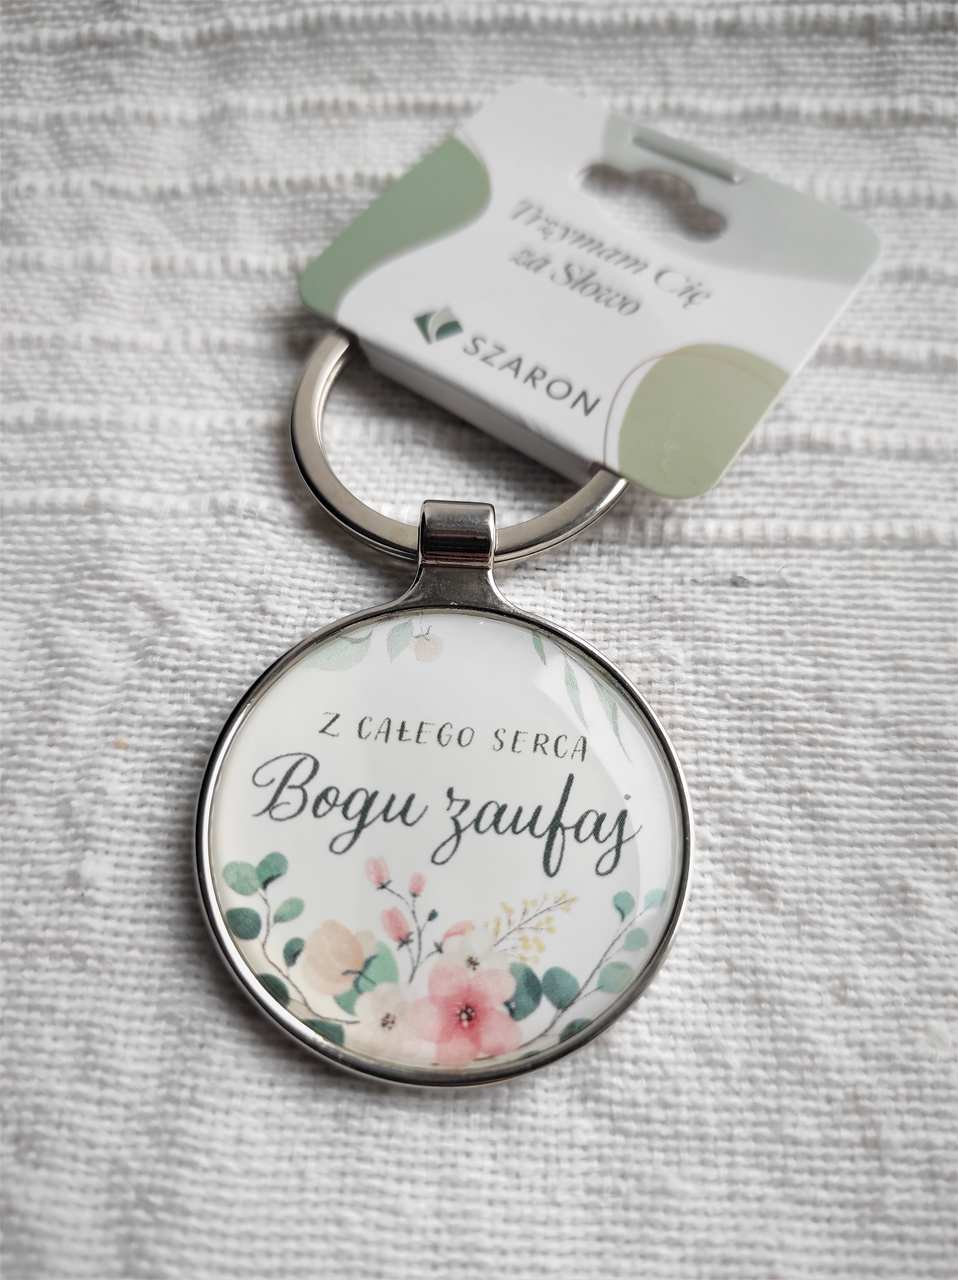 Trzymam Cię
za Słowo
SZARON
Z CAŁEGO SERCA
Bogu zaufaj